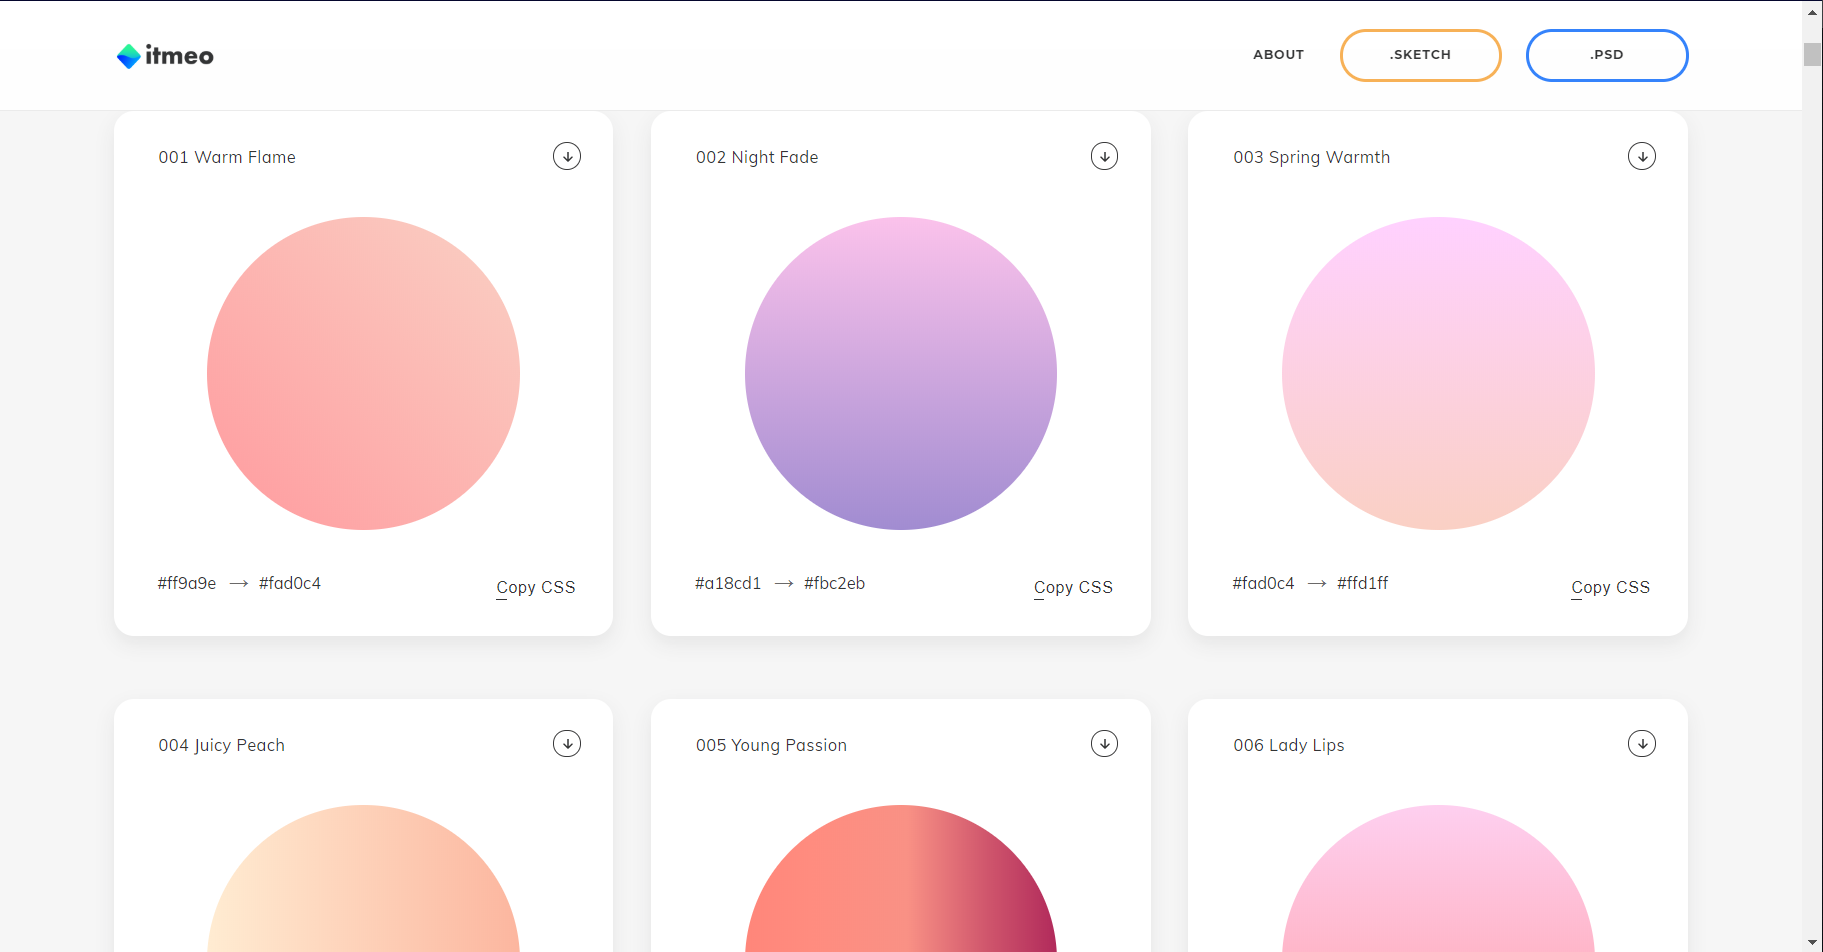 itmeo
ABOUT
.SKETCH
.PSD
001 Warm Flame
002 Night Fade
003 Spring Warmth
#ff9a9e → #fad0c4
Copy CSS
#a18cd1 → #fbc2eb
Copy CSS
#fad0c4 → #ffd1ff
Copy CSS
004 Juicy Peach
005 Young Passion
006 Lady Lips